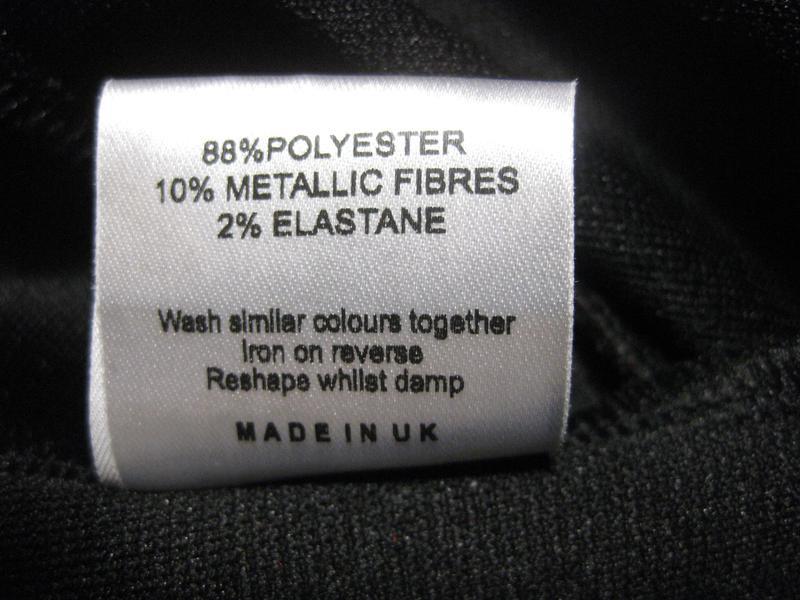 88%POLYESTER
10% METALLIC FIBRES
2% ELASTANE
Wash similar colours together
Iron on reverse
Reshape whilst damp
MADE IN UK